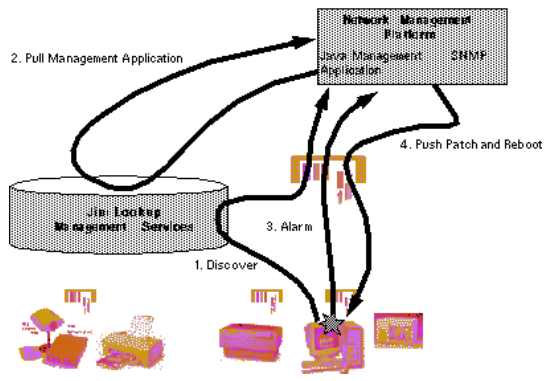 Network Management
Platform
Java Management SNMP
Application
2. Pull Management Application
4. Push Patch and Reboot
Jini Lookup
Management Services
3. Alarm
1. Discover